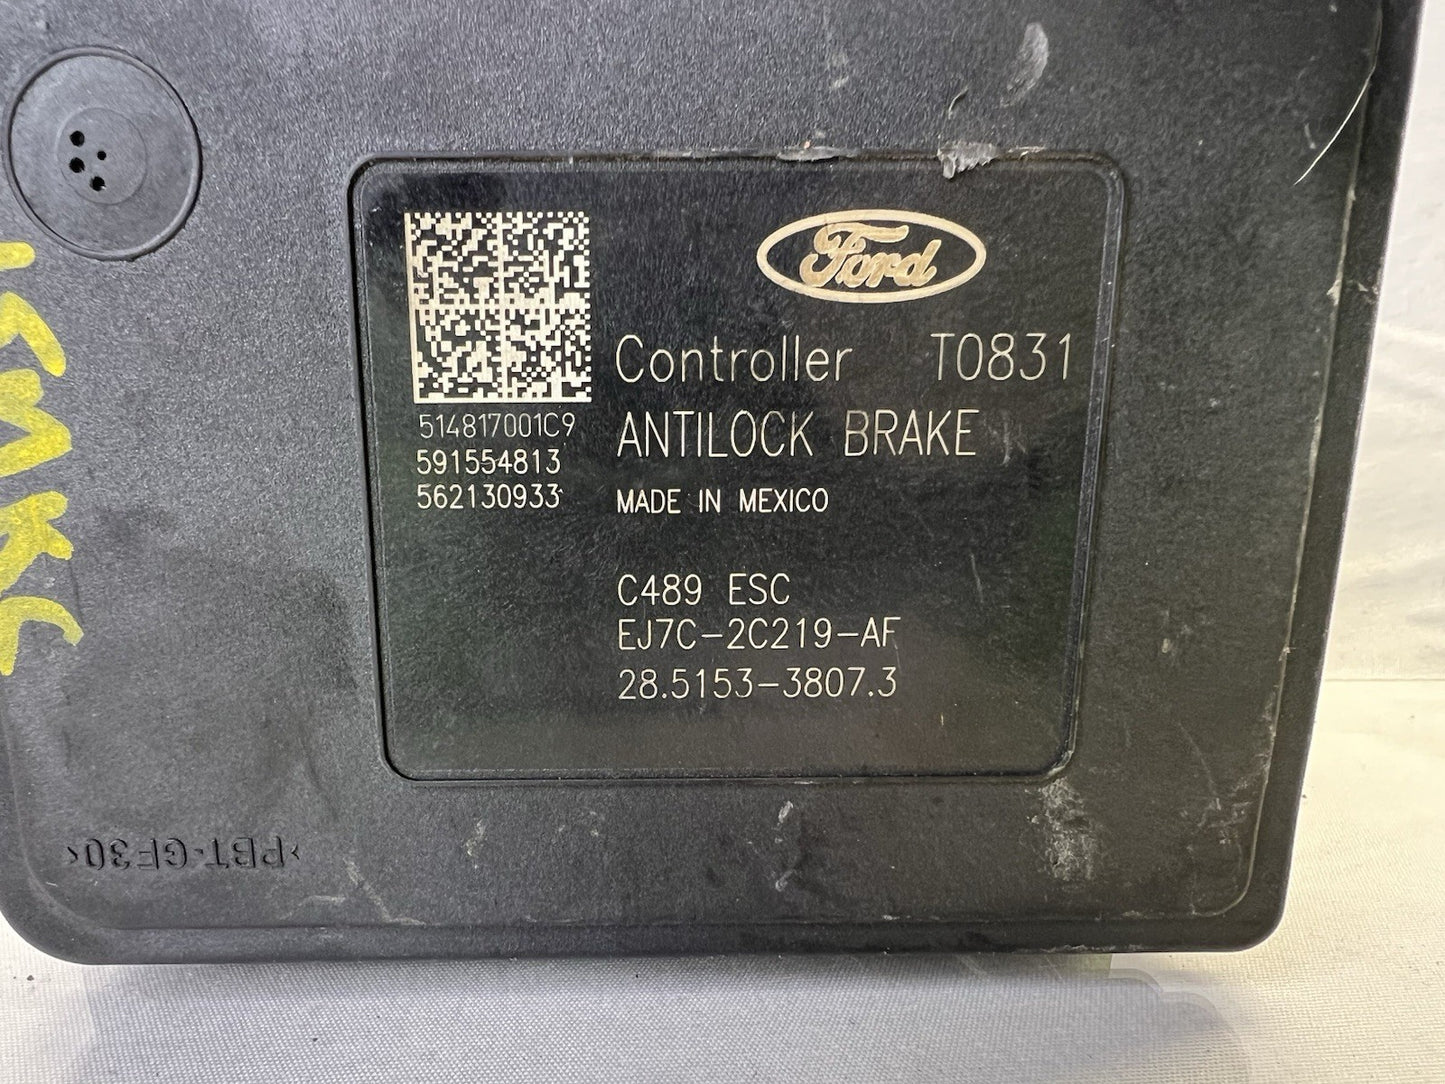 Ford
Controller T0831
ANTILOCK BRAKE
514817001C9
591554813
562130933
MADE IN MEXICO
C489 ESC
EJ7C-2C219-AF
28.5153-3807.3
>PBT-GF30<
15MKC